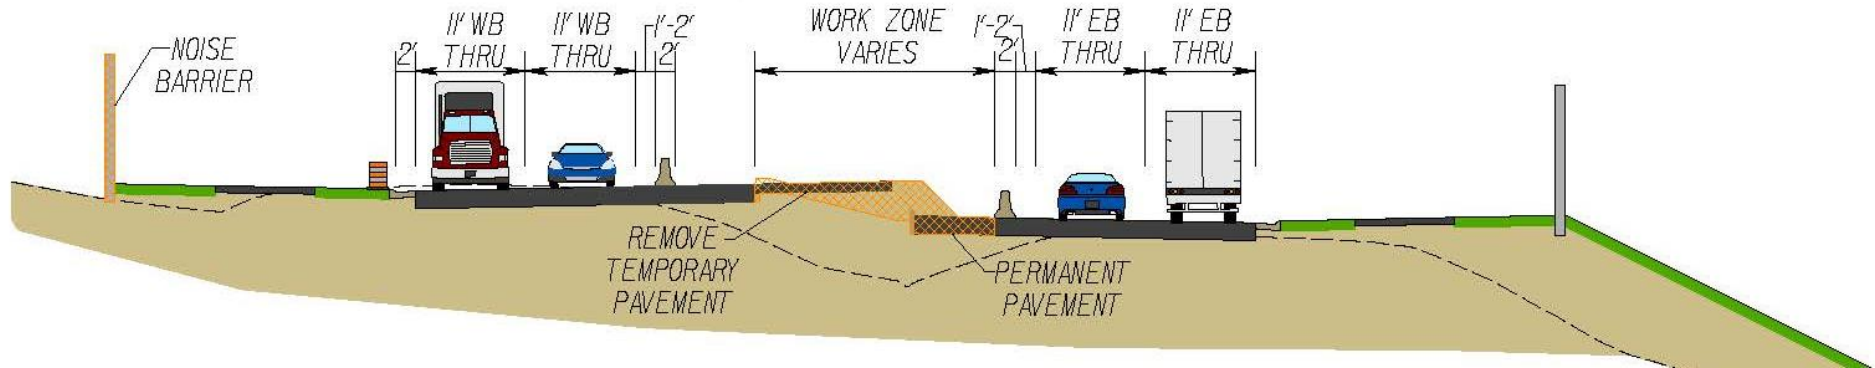 NOISE
BARRIER
2'
11' WB
THRU
11' WB
THRU
1'-2'
2'
WORK ZONE
VARIES
1'-2'
2'
11' EB
THRU
11' EB
THRU
REMOVE
TEMPORARY
PAVEMENT
PERMANENT
PAVEMENT